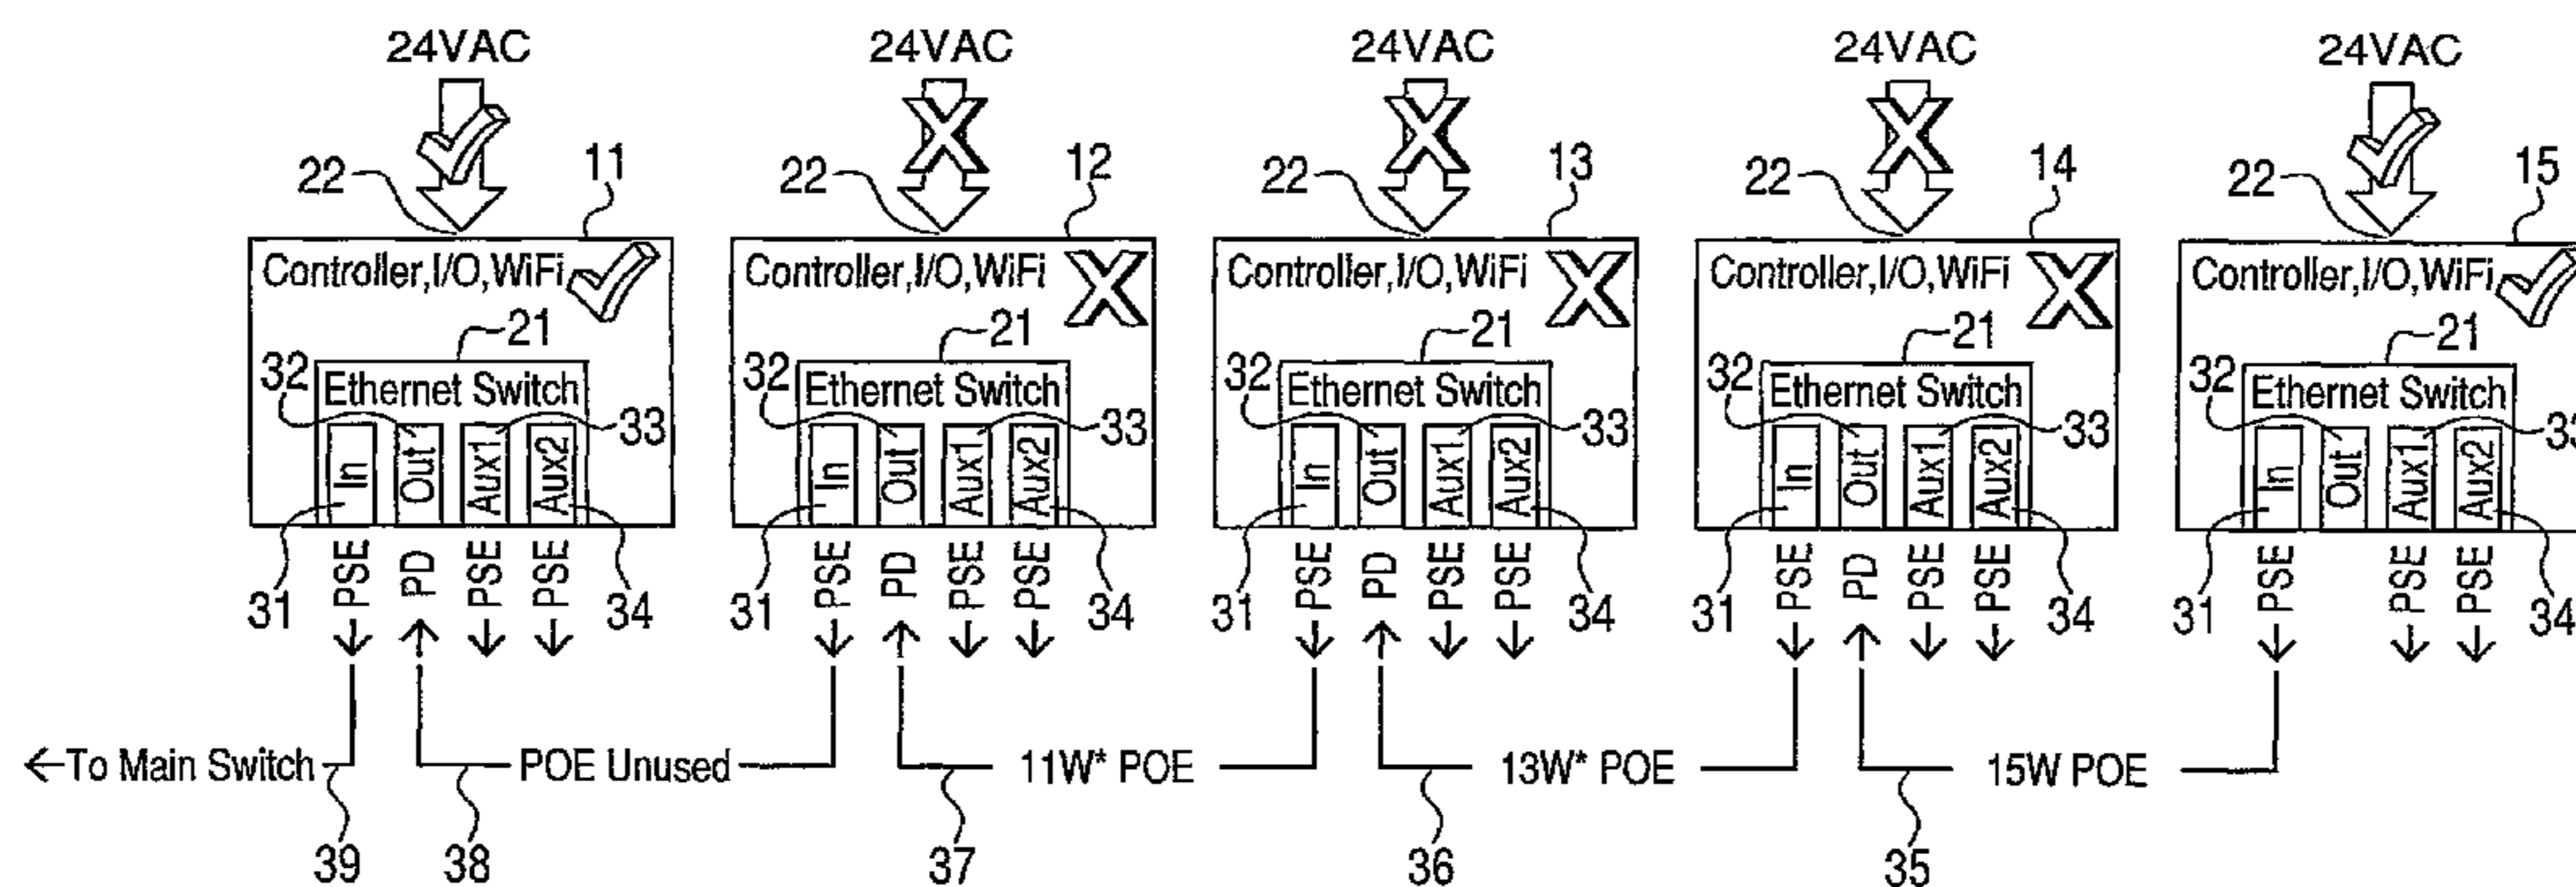 24VAC 24VAC 24VAC 24VAC 24VAC
22 11 22 12 22 13 22 14 22 15
Controller,I/O,WiFi Controller,I/O,WiFi Controller,I/O,WiFi Controller,I/O,WiFi Controller,I/O,WiFi
21 21 21 21 21
32 Ethernet Switch 32 Ethernet Switch 32 Ethernet Switch 32 Ethernet Switch 32 Ethernet Switch
33 33 33 33 33
In Out Aux1 Aux2 In Out Aux1 Aux2 In Out Aux1 Aux2 In Out Aux1 Aux2 In Out Aux1 Aux2
31 PSE PD PSE PSE 34 31 PSE PD PSE PSE 34 31 PSE PD PSE PSE 34 31 PSE PD PSE PSE 34 31 PSE PSE PSE 34
To Main Switch POE Unused 11W* POE 13W* POE 15W POE
39 38 37 36 35